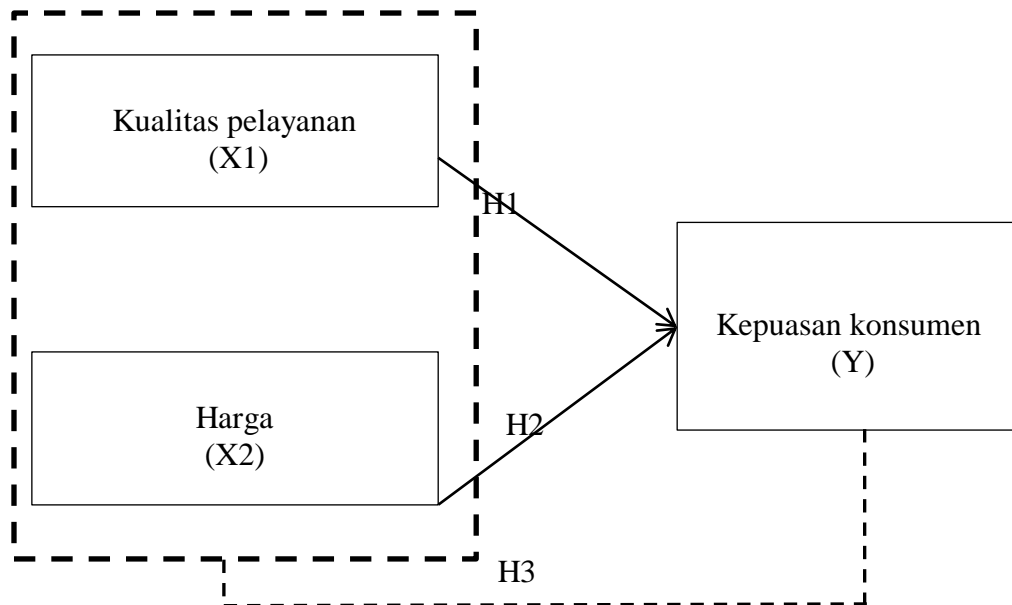 Kualitas pelayanan
(X1)
H1
Kepuasan konsumen
(Y)
Harga
(X2)
H2
H3